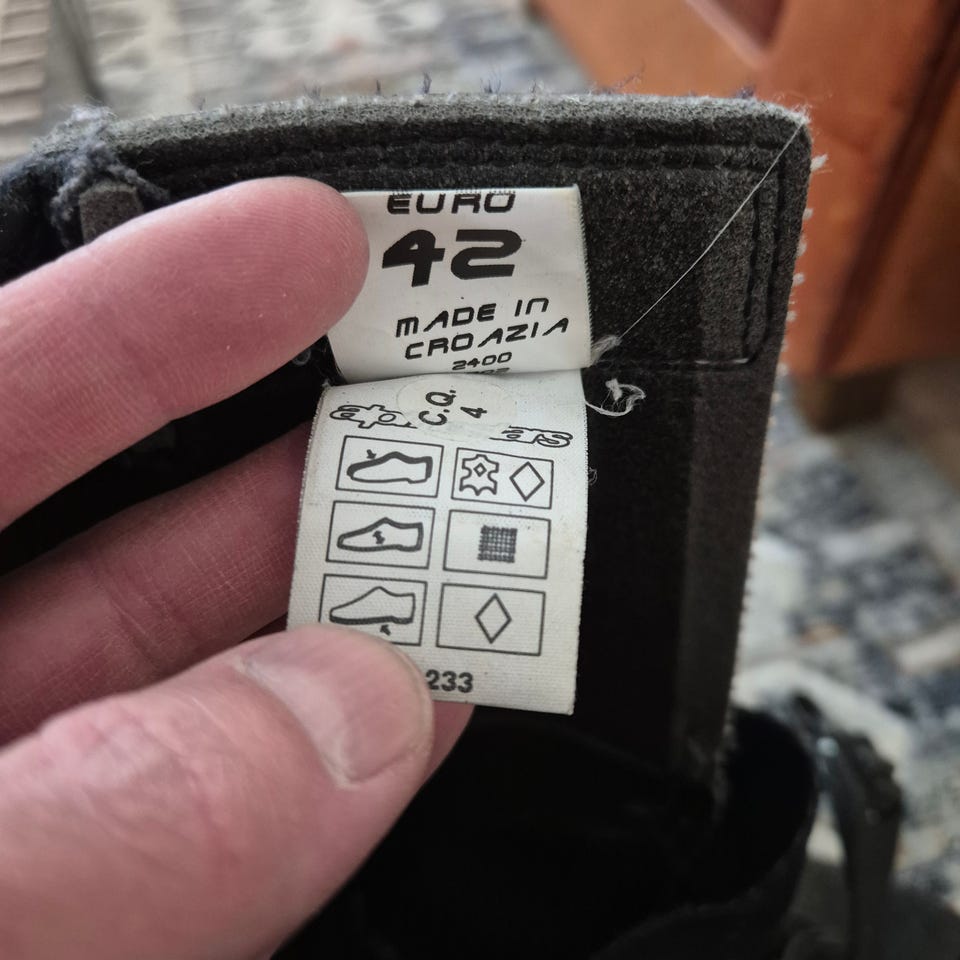 EURO
42
MADE IN
CROAZIA
2400
C.Q.
4
233